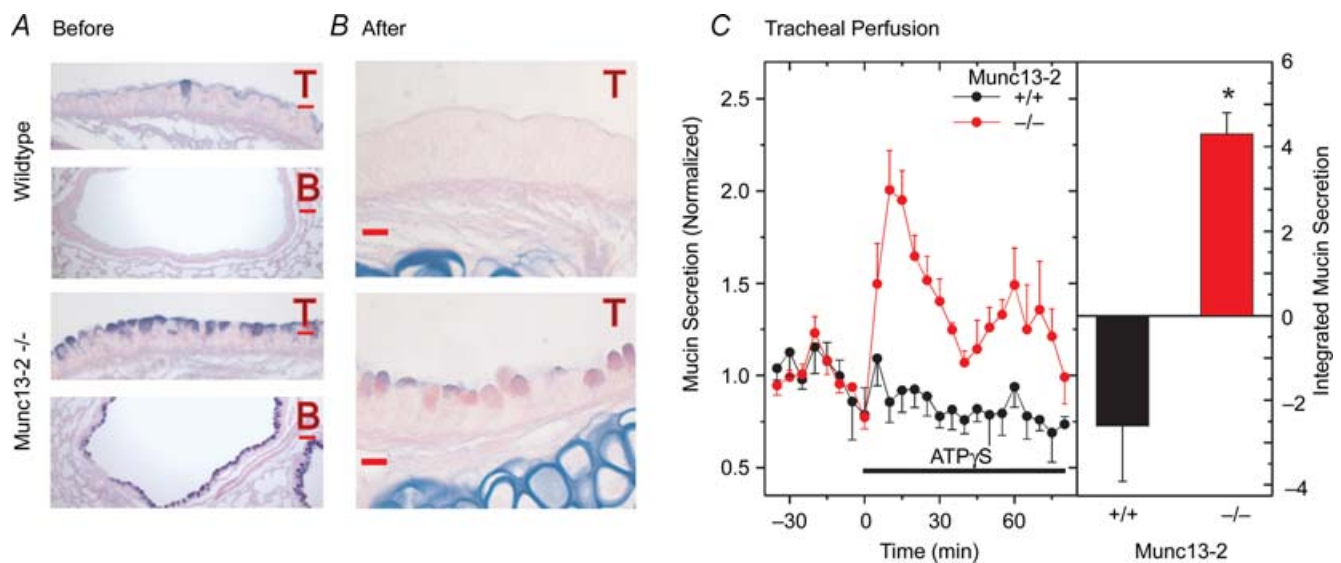 A Before
B After
C Tracheal Perfusion
Wildtype
Munc13-2 -/-
T
B
T
B
T
T
Munc13-2
+/+
–/–
Mucin Secretion (Normalized)
2.5
2.0
1.5
1.0
0.5
ATPγS
–30 0 30 60
Time (min)
*
6
4
2
0
–2
–4
Integrated Mucin Secretion
+/+ –/–
Munc13-2